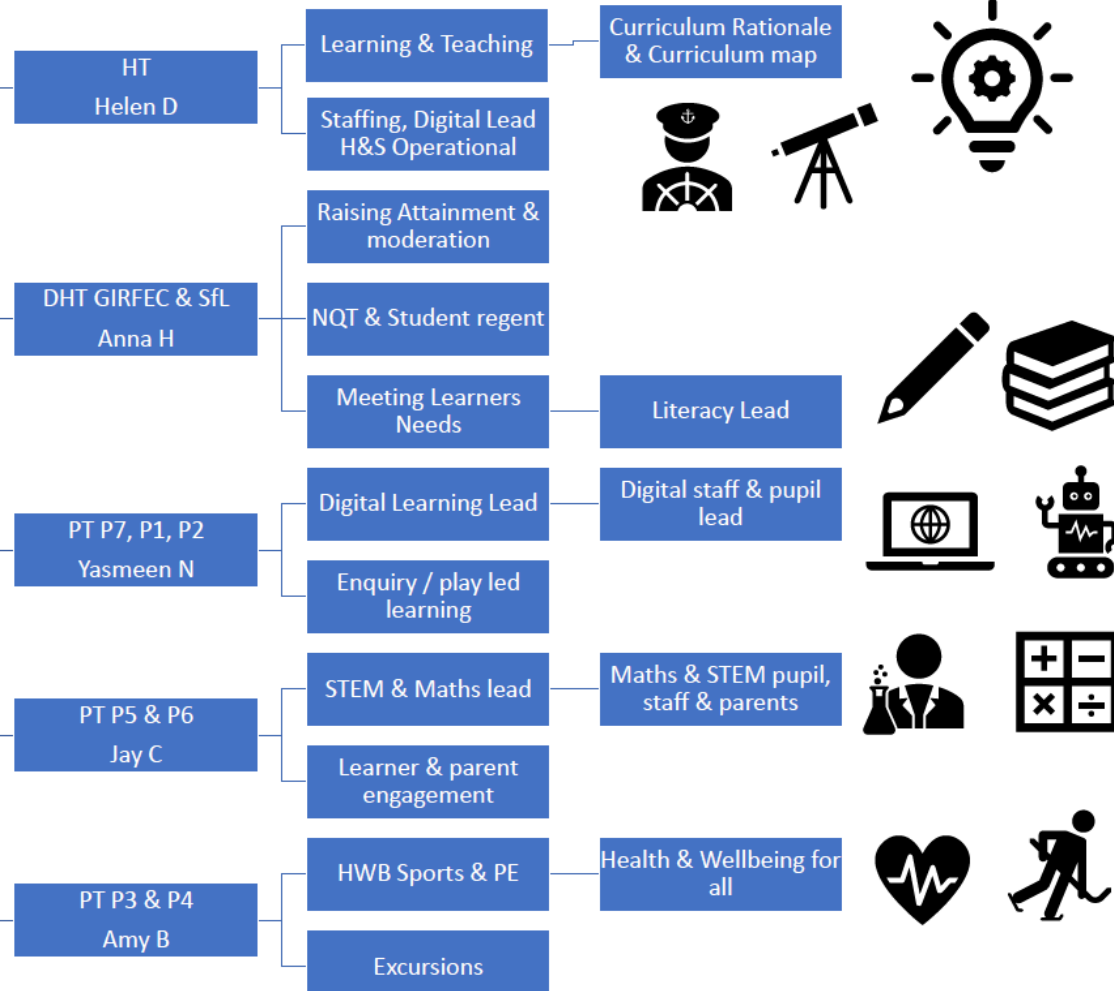 HT
Helen D
Learning & Teaching
Curriculum Rationale
& Curriculum map
Staffing, Digital Lead
H&S Operational
DHT GIRFEC & SfL
Anna H
Raising Attainment &
moderation
NQT & Student regent
Meeting Learners
Needs
Literacy Lead
PT P7, P1, P2
Yasmeen N
Digital Learning Lead
Digital staff & pupil
lead
Enquiry / play led
learning
PT P5 & P6
Jay C
STEM & Maths lead
Maths & STEM pupil,
staff & parents
Learner & parent
engagement
PT P3 & P4
Amy B
HWB Sports & PE
Health & Wellbeing for
all
Excursions
+ −
× ÷